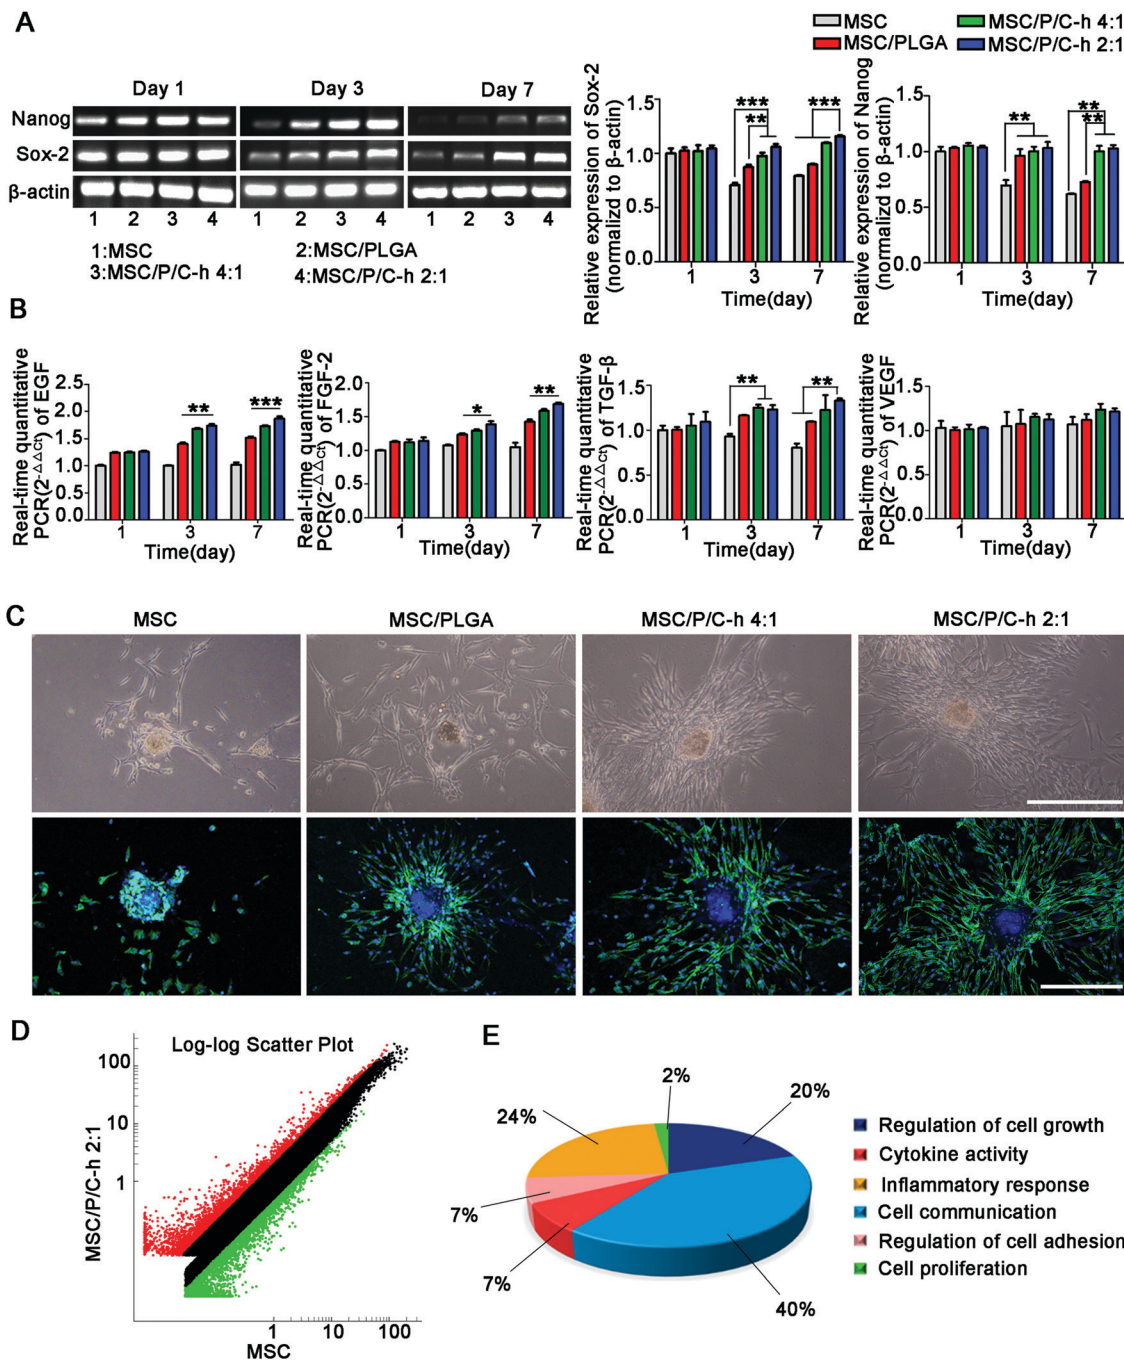 A
MSC
MSC/P/C-h 4:1
MSC/PLGA
MSC/P/C-h 2:1
Day 1
Day 3
Day 7
Nanog
Sox-2
β-actin
1 2 3 4 1 2 3 4 1 2 3 4
1:MSC
2:MSC/PLGA
3:MSC/P/C-h 4:1
4:MSC/P/C-h 2:1
Relative expression of Sox-2
(normalizd to β-actin)
1.5
1.0
0.5
0.0
***
**
***
1 3 7
Time(day)
Relative expression of Nanog
(normalizd to β-actin)
1.5
1.0
0.5
0.0
**
**
**
1 3 7
Time(day)
B
Real-time quantitative
PCR(2-△△Ct) of EGF
2.5
2.0
1.5
1.0
0.5
0.0
**
***
1 3 7
Time(day)
Real-time quantitative
PCR(2-△△Ct) of FGF-2
2.0
1.5
1.0
0.5
0.0
*
**
1 3 7
Time(day)
Real-time quantitative
PCR(2-△△Ct) of TGF-β
1.5
1.0
0.5
0.0
**
**
1 3 7
Time(day)
Real-time quantitative
PCR(2-△△Ct) of VEGF
1.5
1.0
0.5
0.0
1 3 7
Time(day)
C
MSC
MSC/PLGA
MSC/P/C-h 4:1
MSC/P/C-h 2:1
D
Log-log Scatter Plot
MSC/P/C-h 2:1
100
10
1
1 10 100
MSC
E
2%
20%
24%
7%
7%
40%
Regulation of cell growth
Cytokine activity
Inflammatory response
Cell communication
Regulation of cell adhesion
Cell proliferation